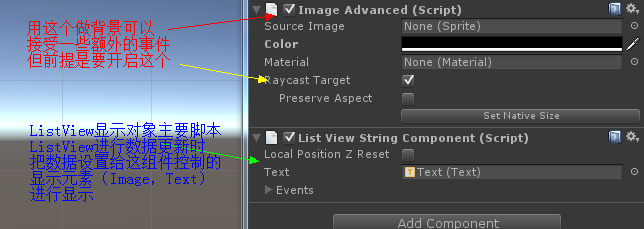 用这个做背景可以
接受一些额外的事件
但前提是要开启这个
ListView显示对象主要脚本
ListView进行数据更新时
把数据设置给这组件控制的
显示元素（Image, Text）
进行显示
Image Advanced (Script)
Source Image None (Sprite)
Color
Material None (Material)
Raycast Target
Preserve Aspect
Set Native Size
List View String Component (Script)
Local Position Z Reset
Text Text (Text)
Events
Add Component